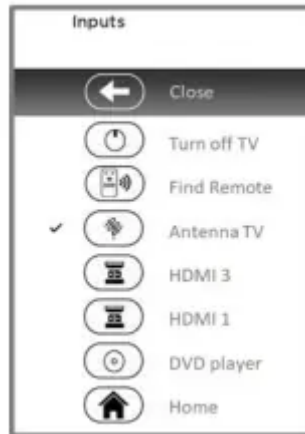 Inputs
Close
Turn off TV
Find Remote
Antenna TV
HDMI 3
HDMI 1
DVD player
Home